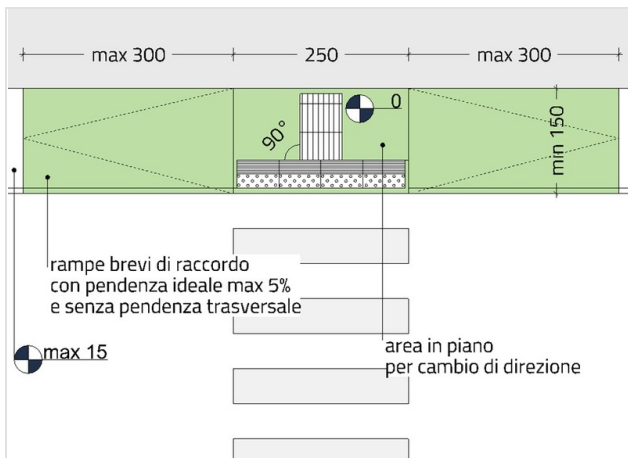 max 300
250
max 300
0
90°
min 150
rampe brevi di raccordo
con pendenza ideale max 5%
e senza pendenza trasversale
max 15
area in piano
per cambio di direzione